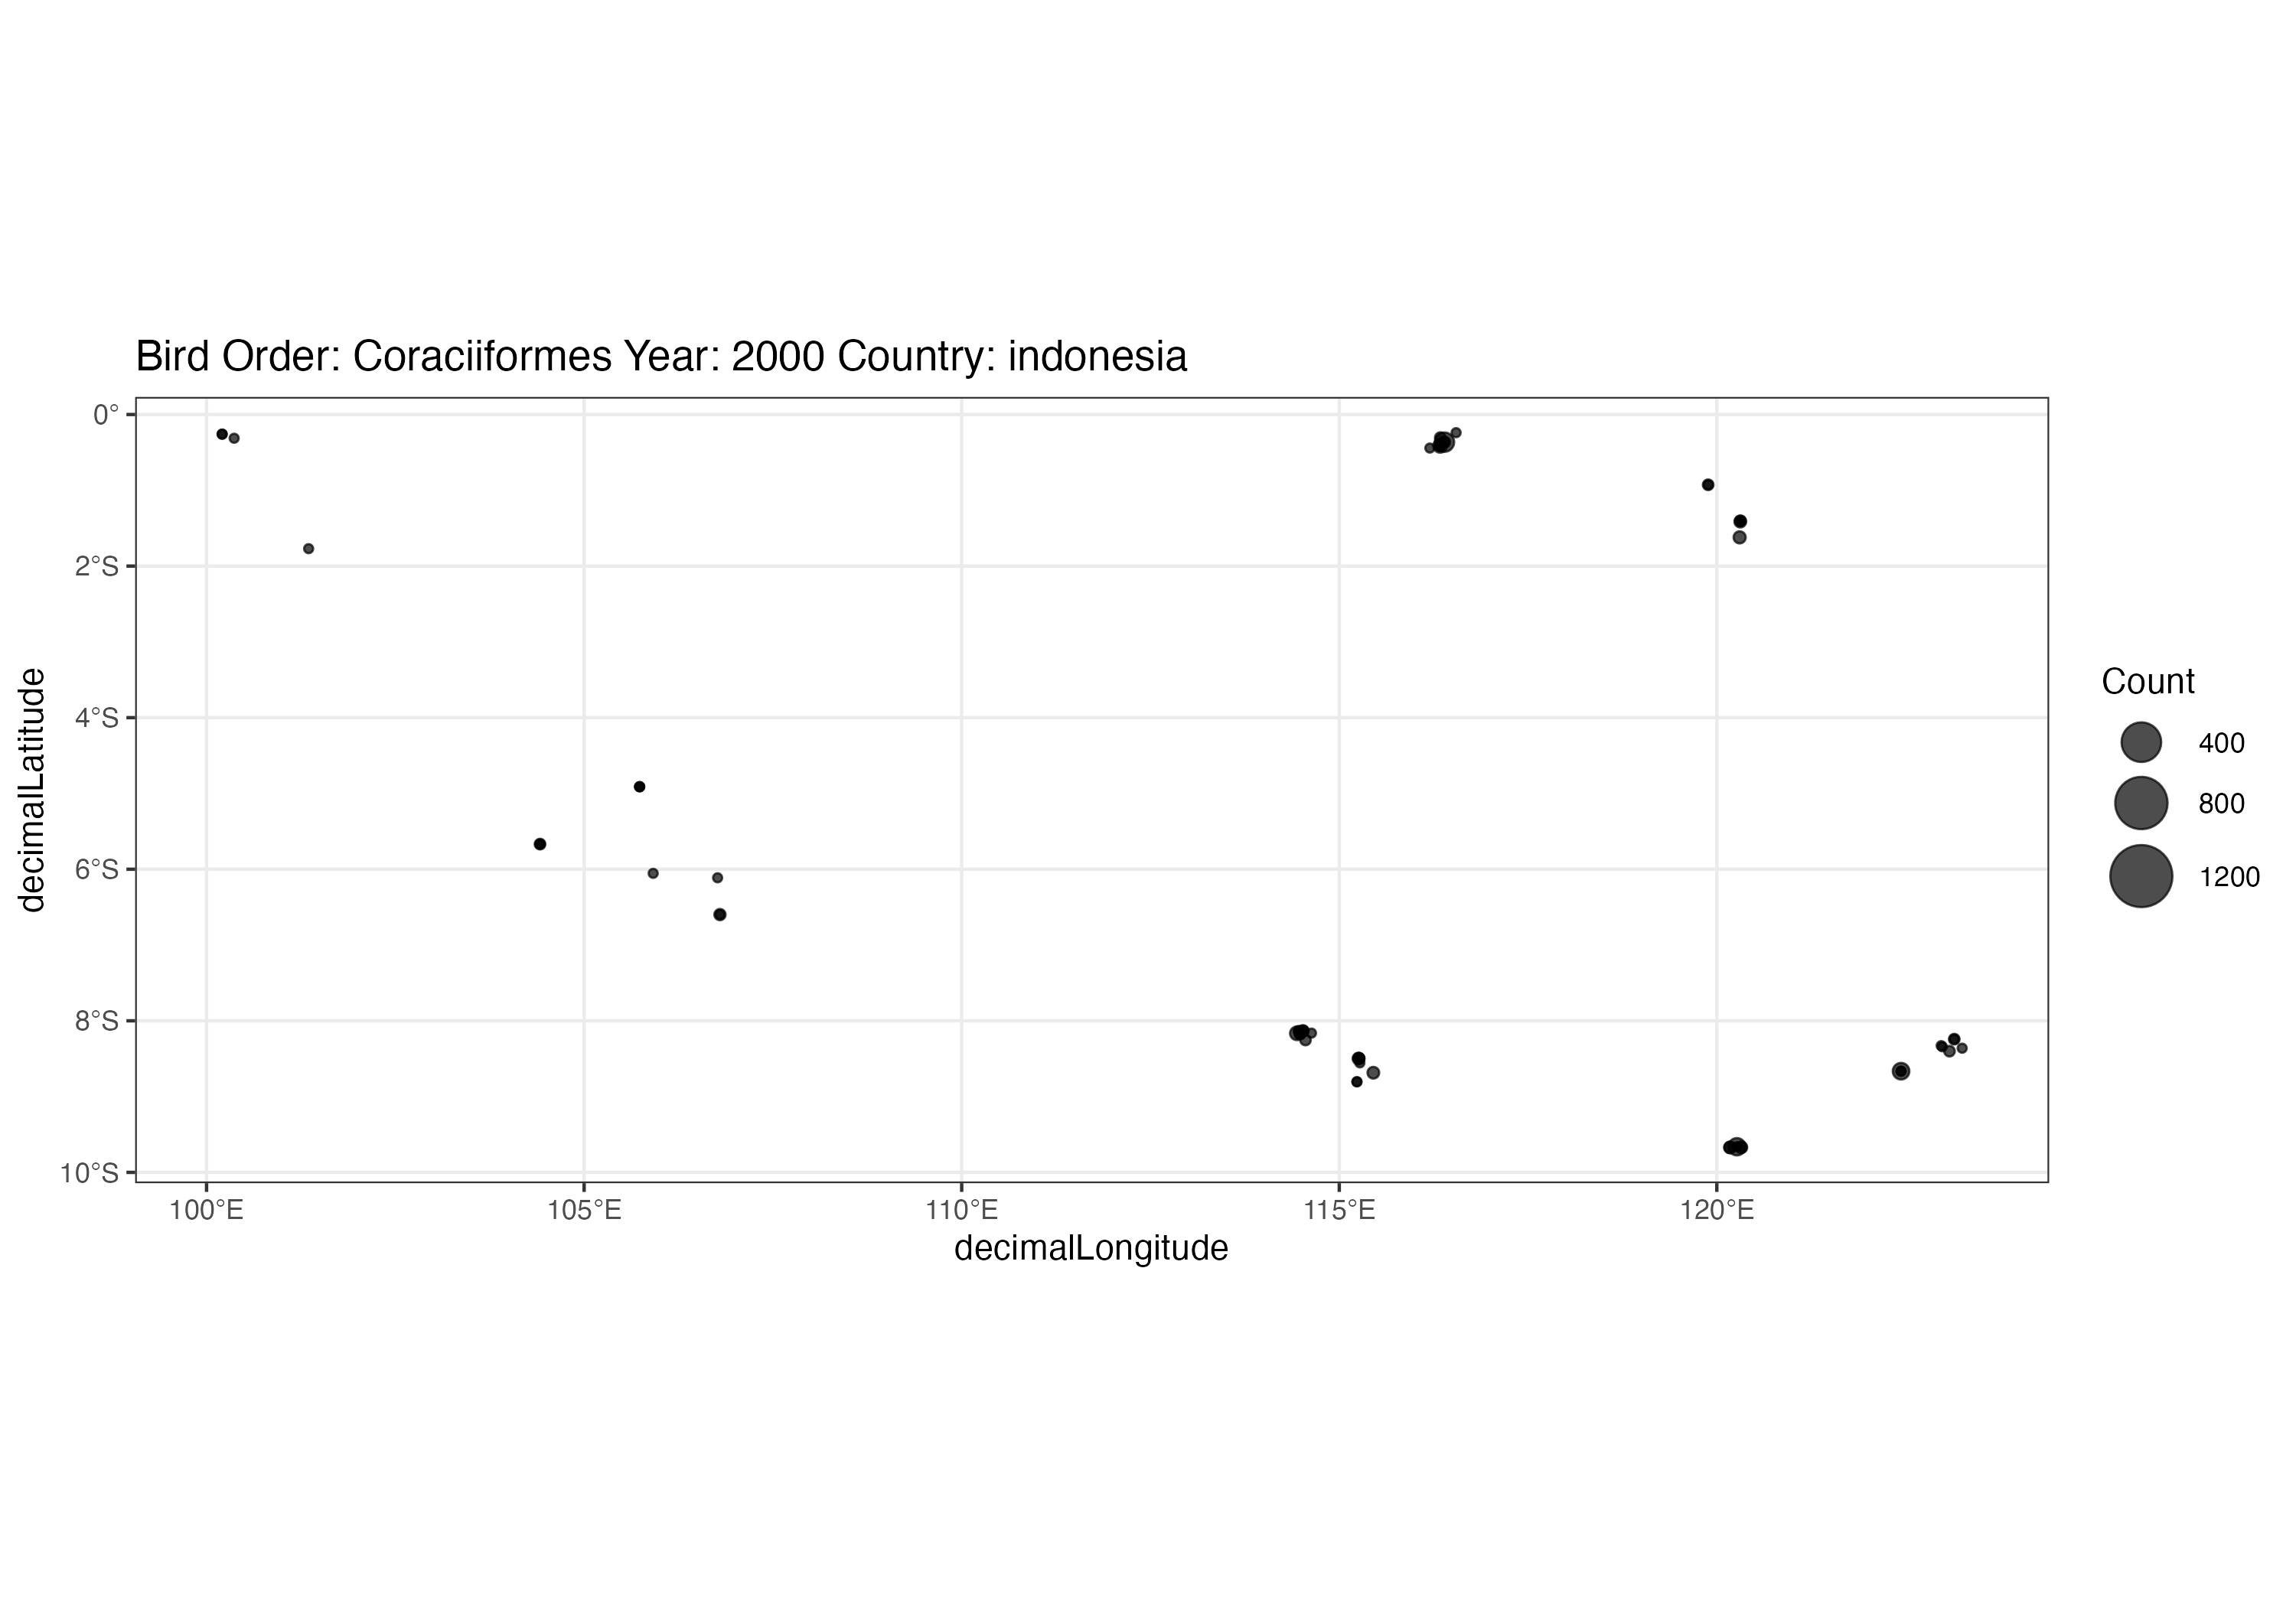 Bird Order: Coraciiformes Year: 2000 Country: indonesia
0°
2°S
4°S
6°S
8°S
10°S
decimalLatitude
100°E 105°E 110°E 115°E 120°E
decimalLongitude
Count
400
800
1200